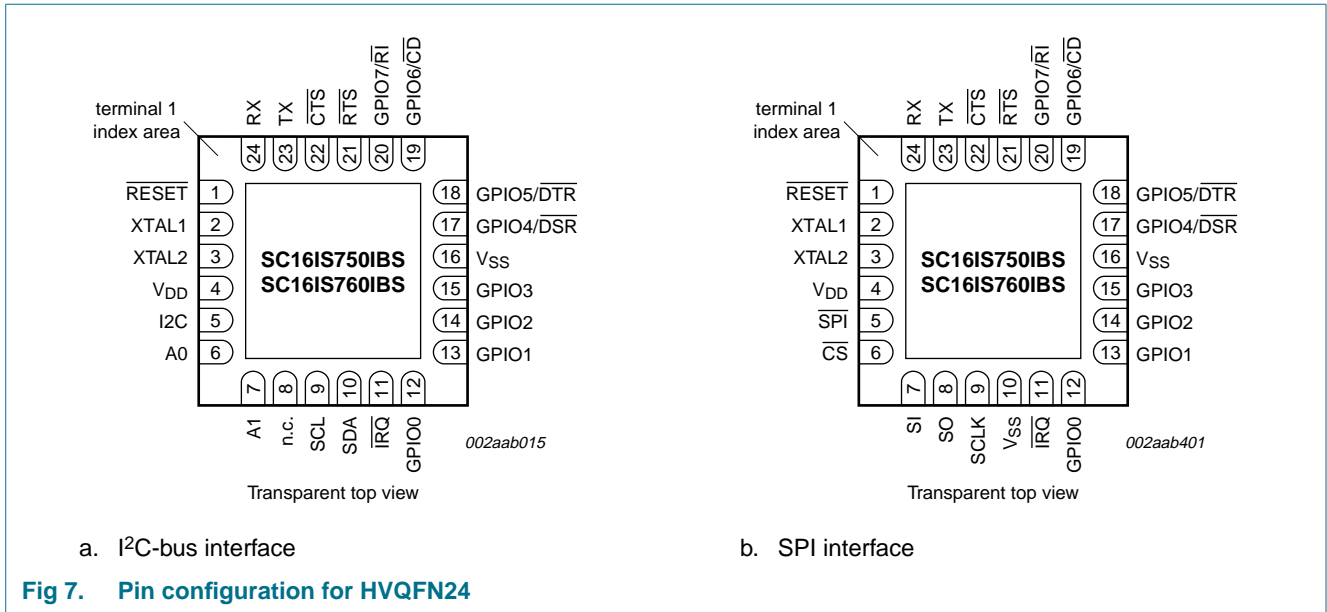 terminal 1
index area
RX
TX
CTS
RTS
GPIO7/RI
GPIO6/CD
24
23
22
21
20
19
RESET 1
XTAL1 2
XTAL2 3
VDD 4
I2C 5
A0 6
SC16IS750IBS
SC16IS760IBS
18 GPIO5/DTR
17 GPIO4/DSR
16 VSS
15 GPIO3
14 GPIO2
13 GPIO1
7
8
9
10
11
12
A1
n.c.
SCL
SDA
IRQ
GPIO0
002aab015
Transparent top view
a. I2C-bus interface
terminal 1
index area
RX
TX
CTS
RTS
GPIO7/RI
GPIO6/CD
24
23
22
21
20
19
RESET 1
XTAL1 2
XTAL2 3
VDD 4
SPI 5
CS 6
SC16IS750IBS
SC16IS760IBS
18 GPIO5/DTR
17 GPIO4/DSR
16 VSS
15 GPIO3
14 GPIO2
13 GPIO1
7
8
9
10
11
12
SI
SO
SCLK
VSS
IRQ
GPIO0
002aab401
Transparent top view
b. SPI interface
Fig 7. Pin configuration for HVQFN24